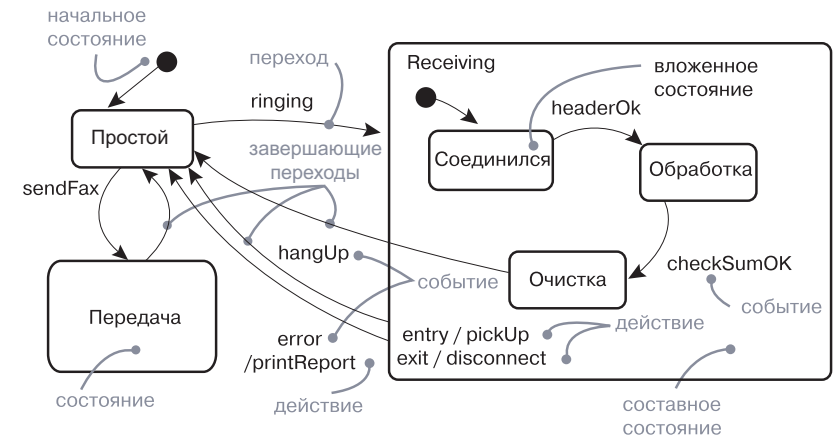 начальное
состояние
переход
Receiving
вложенное
состояние
ringing
headerOk
Простой
завершающие
переходы
Соединился
Обработка
sendFax
hangUp
событие
Очистка
checkSumOK
событие
Передача
error
/printReport
entry / pickUp
exit / disconnect
действие
состояние
действие
составное
состояние